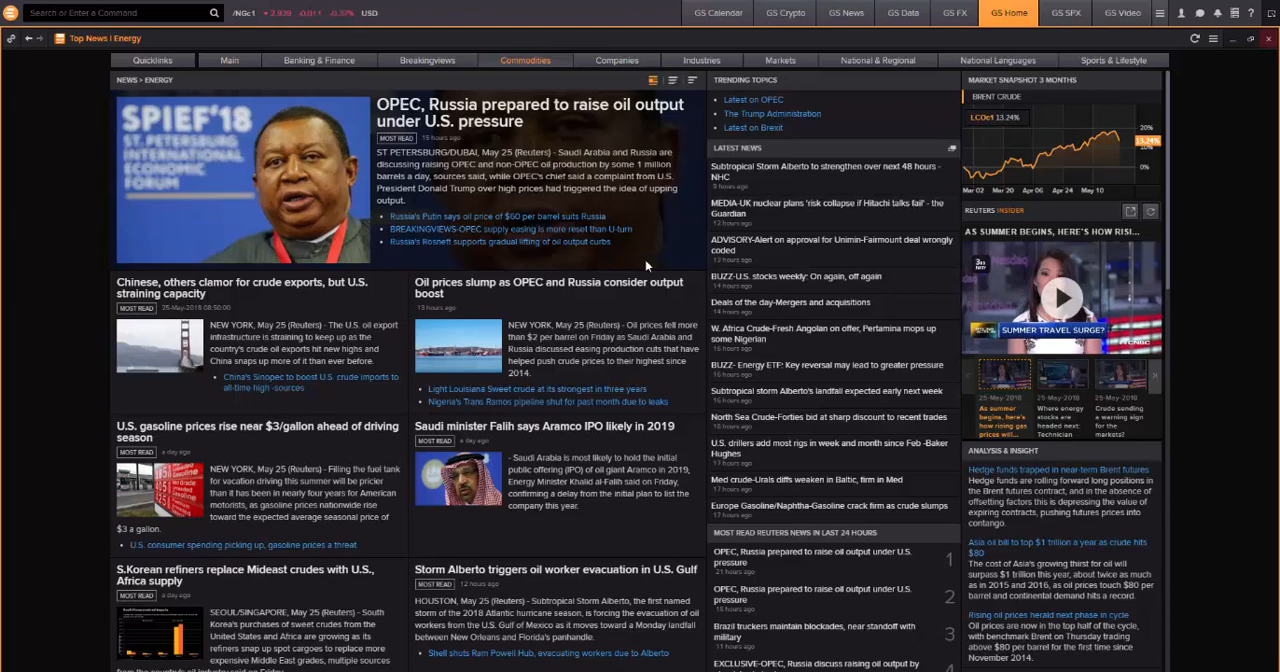 Search or Enter a Command
/NGc1 ▼ 2.939 -0.011 -0.37% USD
GS Calendar
GS Crypto
GS News
GS Data
GS FX
GS Home
GS SPX
GS Video
?
Top News | Energy
Quicklinks
Main
Banking & Finance
Breakingviews
Commodities
Companies
Industries
Markets
National & Regional
National Languages
Sports & Lifestyle
NEWS > ENERGY
SPIEF'18
ST. PETERSBURG
INTERNATIONAL
ECONOMIC
FORUM
OPEC, Russia prepared to raise oil output
under U.S. pressure
MOST READ 15 hours ago
ST PETERSBURG/DUBAI, May 25 (Reuters) - Saudi Arabia and Russia are
discussing raising OPEC and non-OPEC oil production by some 1 million
barrels a day, sources said, while OPEC's chief said a complaint from U.S.
President Donald Trump over high prices had triggered the idea of upping
output.
• Russia's Putin says oil price of $60 per barrel suits Russia
• BREAKINGVIEWS-OPEC supply easing is more reset than U-turn
• Russia's Rosneft supports gradual lifting of oil output curbs
Chinese, others clamor for crude exports, but U.S.
straining capacity
MOST READ 25-May-2018 08:50:00
NEW YORK, May 25 (Reuters) - The U.S. oil export
infrastructure is straining to keep up as the
country's crude oil exports hit new highs and
China snaps up more of it than ever before.
• China's Sinopec to boost U.S. crude imports to
all-time high -sources
Oil prices slump as OPEC and Russia consider output
boost
13 hours ago
NEW YORK, May 25 (Reuters) - Oil prices fell more
than $2 per barrel on Friday as Saudi Arabia and
Russia discussed easing production cuts that have
helped push crude prices to their highest since
2014.
• Light Louisiana Sweet crude at its strongest in three years
• Nigeria's Trans Ramos pipeline shut for past month due to leaks
U.S. gasoline prices rise near $3/gallon ahead of driving
season
MOST READ a day ago
NEW YORK, May 25 (Reuters) - Filling the fuel tank
for vacation driving this summer will be pricier
than it has been in nearly four years for American
motorists, as gasoline prices nationwide rise
toward the expected average seasonal price of
$3 a gallon.
• U.S. consumer spending picking up, gasoline prices a threat
Saudi minister Falih says Aramco IPO likely in 2019
MOST READ a day ago
- Saudi Arabia is most likely to hold the initial
public offering (IPO) of oil giant Aramco in 2019,
Energy Minister Khalid al-Falih said on Friday,
confirming a delay from the initial plan to list the
company this year.
S.Korean refiners replace Mideast crudes with U.S.,
Africa supply
MOST READ a day ago
SEOUL/SINGAPORE, May 25 (Reuters) - South
Korea's purchases of sweet crudes from the
United States and Africa are growing as its
refiners snap up spot cargoes to replace more
expensive Middle East grades, multiple sources
Storm Alberto triggers oil worker evacuation in U.S. Gulf
MOST READ 12 hours ago
HOUSTON, May 25 (Reuters) - Subtropical Storm Alberto, the first named
storm of the 2018 Atlantic hurricane season, is forcing the evacuation of oil
workers from the U.S. Gulf of Mexico as it moves toward a Monday landfall
between New Orleans and Florida's panhandle.
• Shell shots Ram Powell Hub, evacuating workers due to Alberto
TRENDING TOPICS
• Latest on OPEC
• The Trump Administration
• Latest on Brexit
LATEST NEWS
Subtropical Storm Alberto to strengthen over next 48 hours -
NHC
9 hours ago
MEDIA-UK nuclear plans 'risk collapse if Hitachi talks fail' - the
Guardian
12 hours ago
ADVISORY-Alert on approval for Unimin-Fairmount deal wrongly
coded
13 hours ago
BUZZ-U.S. stocks weekly: On again, off again
14 hours ago
Deals of the day-Mergers and acquisitions
14 hours ago
W. Africa Crude-Fresh Angolan on offer, Pertamina mops up
some Nigerian
16 hours ago
BUZZ- Energy ETF: Key reversal may lead to greater pressure
16 hours ago
Subtropical storm Alberto's landfall expected early next week
16 hours ago
North Sea Crude-Forties bid at sharp discount to recent trades
16 hours ago
U.S. drillers add most rigs in week and month since Feb -Baker
Hughes
17 hours ago
Med crude-Urals diffs weaken in Baltic, firm in Med
17 hours ago
Europe Gasoline/Naphtha-Gasoline crack firm as crude slumps
17 hours ago
MOST READ REUTERS NEWS IN LAST 24 HOURS
OPEC, Russia prepared to raise oil output under U.S.
pressure
21 hours ago
1
OPEC, Russia prepared to raise oil output under U.S.
pressure
15 hours ago
2
Brazil truckers maintain blockades, near standoff with
military
11 hours ago
3
EXCLUSIVE-OPEC, Russia discuss raising oil output by
4
MARKET SNAPSHOT 3 MONTHS
BRENT CRUDE
LCOc1 13.24%
20%
13.24%
10%
0%
Mar 02 Mar 20 Apr 06 Apr 24 May 10
REUTERS INSIDER
AS SUMMER BEGINS, HERE'S HOW RISI...
Nasdaq
SUMMER TRAVEL SURGE?
CNBC
25-May-2018
As summer
begins, here's
how rising gas
prices will...
25-May-2018
Where energy
stocks are
headed next:
Technician
25-May-2018
Crude sending
a warning sign
for the
markets?
ANALYSIS & INSIGHT
Hedge funds trapped in near-term Brent futures
Hedge funds are rolling forward long positions in
the Brent futures contract, and in the absence of
offsetting factors this is depressing the value of
expiring contracts, pushing futures prices into
contango.
Asia oil bill to top $1 trillion a year as crude hits
$80
The cost of Asia's growing thirst for oil will
surpass $1 trillion this year, about twice as much
as in 2015 and 2016, as oil prices touch $80 per
barrel and continental demand hits a record.
Rising oil prices herald next phase in cycle
Oil prices are now in the top half of the cycle,
with benchmark Brent on Thursday trading
above $80 for the first time since
November 2014.